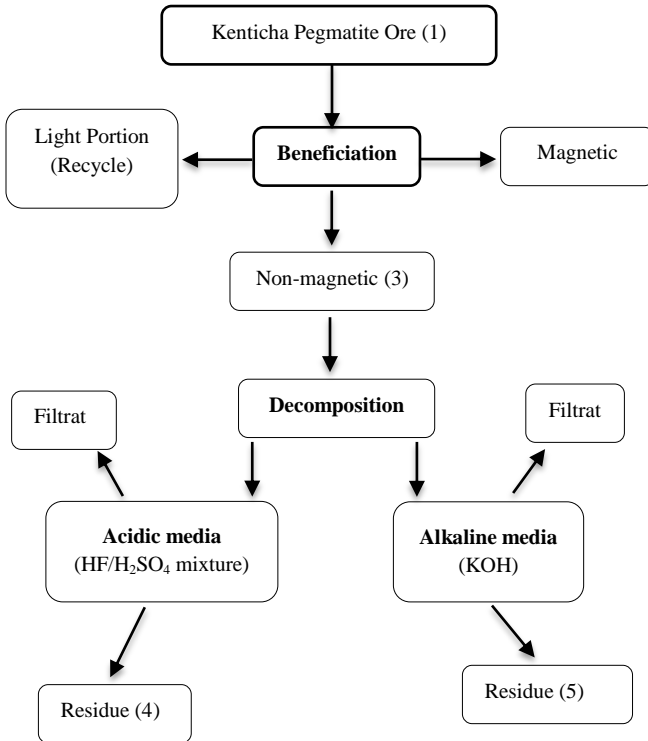 Kenticha Pegmatite Ore (1)
Light Portion
(Recycle)
Beneficiation
Magnetic
Non-magnetic (3)
Decomposition
Filtrat
Filtrat
Acidic media
(HF/H₂SO₄ mixture)
Alkaline media
(KOH)
Residue (4)
Residue (5)